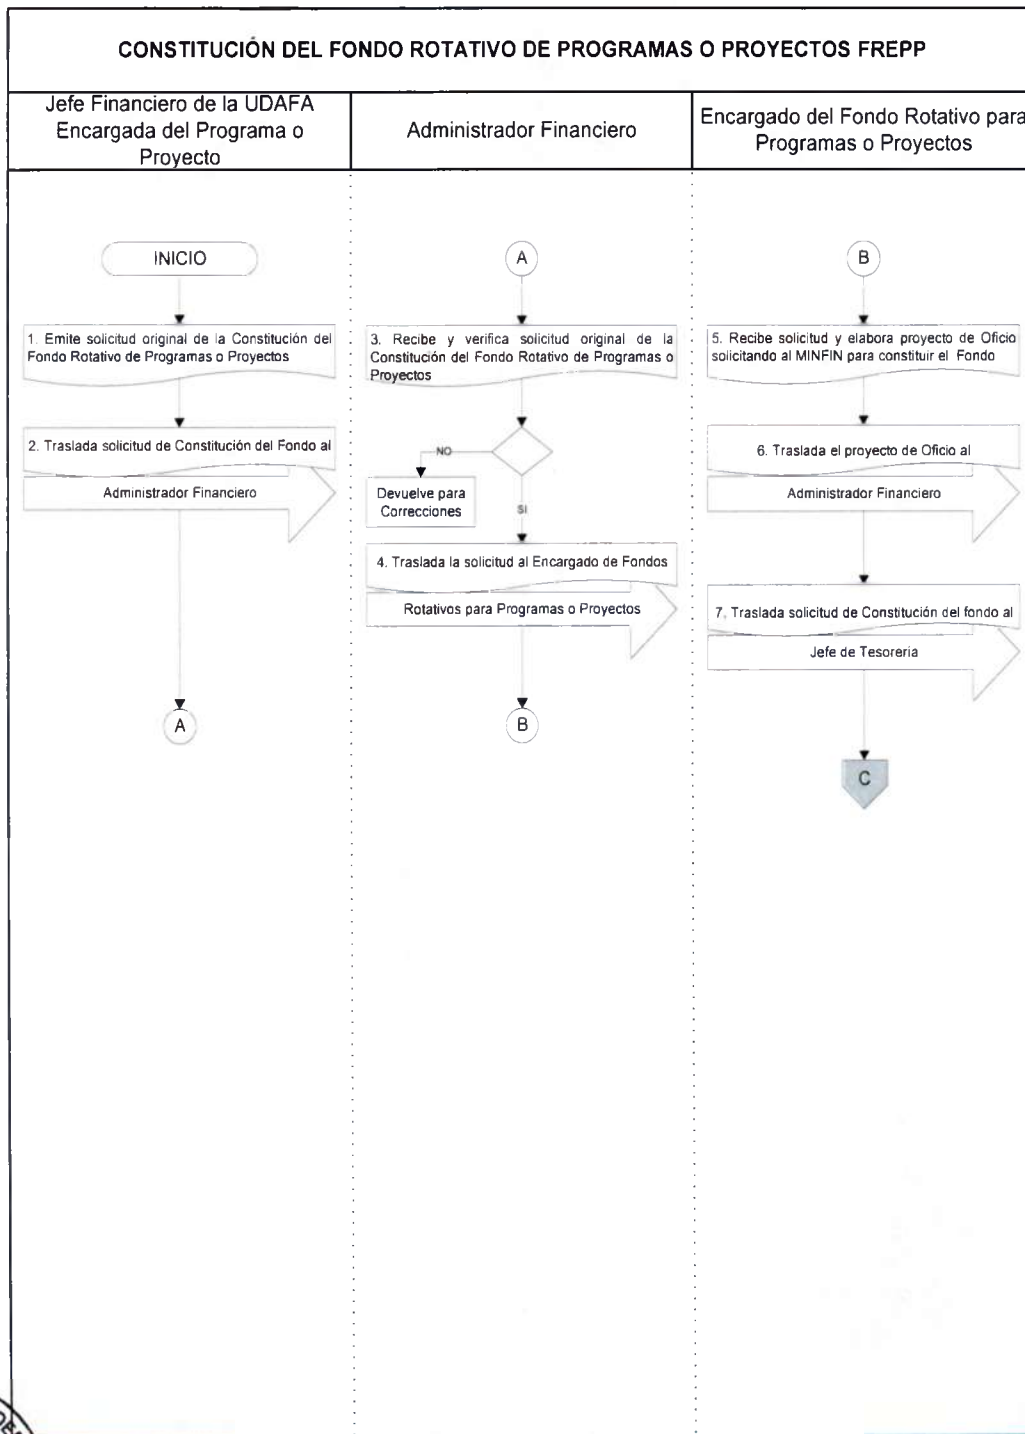 CONSTITUCIÓN DEL FONDO ROTATIVO DE PROGRAMAS O PROYECTOS FREPP
Jefe Financiero de la UDAFA
Encargada del Programa o
Proyecto
Administrador Financiero
Encargado del Fondo Rotativo para
Programas o Proyectos
INICIO
1. Emite solicitud original de la Constitución del
Fondo Rotativo de Programas o Proyectos
2. Traslada solicitud de Constitución del Fondo al
Administrador Financiero
A
A
3. Recibe y verifica solicitud original de la
Constitución del Fondo Rotativo de Programas o
Proyectos
NO
Devuelve para
Correcciones
SI
4. Traslada la solicitud al Encargado de Fondos
Rotativos para Programas o Proyectos
B
B
5. Recibe solicitud y elabora proyecto de Oficio
solicitando al MINFIN para constituir el Fondo
6. Traslada el proyecto de Oficio al
Administrador Financiero
7. Traslada solicitud de Constitución del fondo al
Jefe de Tesoreria
C